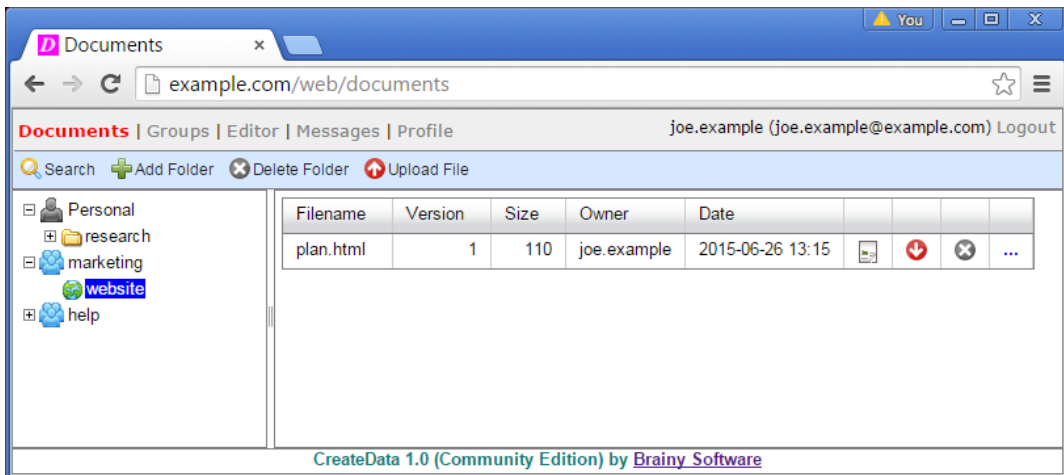 You
D Documents
example.com/web/documents
Documents | Groups | Editor | Messages | Profile
joe.example (joe.example@example.com) Logout
Search Add Folder Delete Folder Upload File
Personal
research
marketing
website
help
Filename Version Size Owner Date
plan.html 1 110 joe.example 2015-06-26 13:15 ...
CreateData 1.0 (Community Edition) by Brainy Software